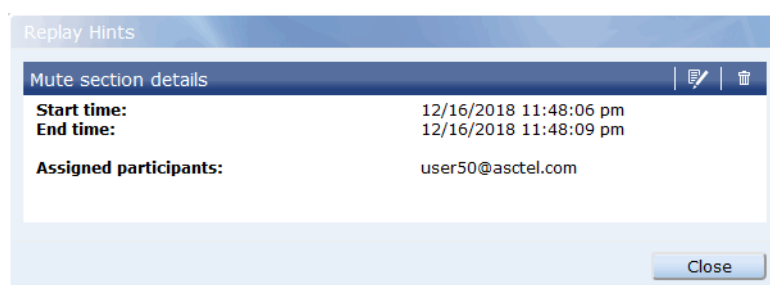 Replay Hints
Mute section details
Start time: 12/16/2018 11:48:06 pm
End time: 12/16/2018 11:48:09 pm
Assigned participants: user50@asctel.com
Close